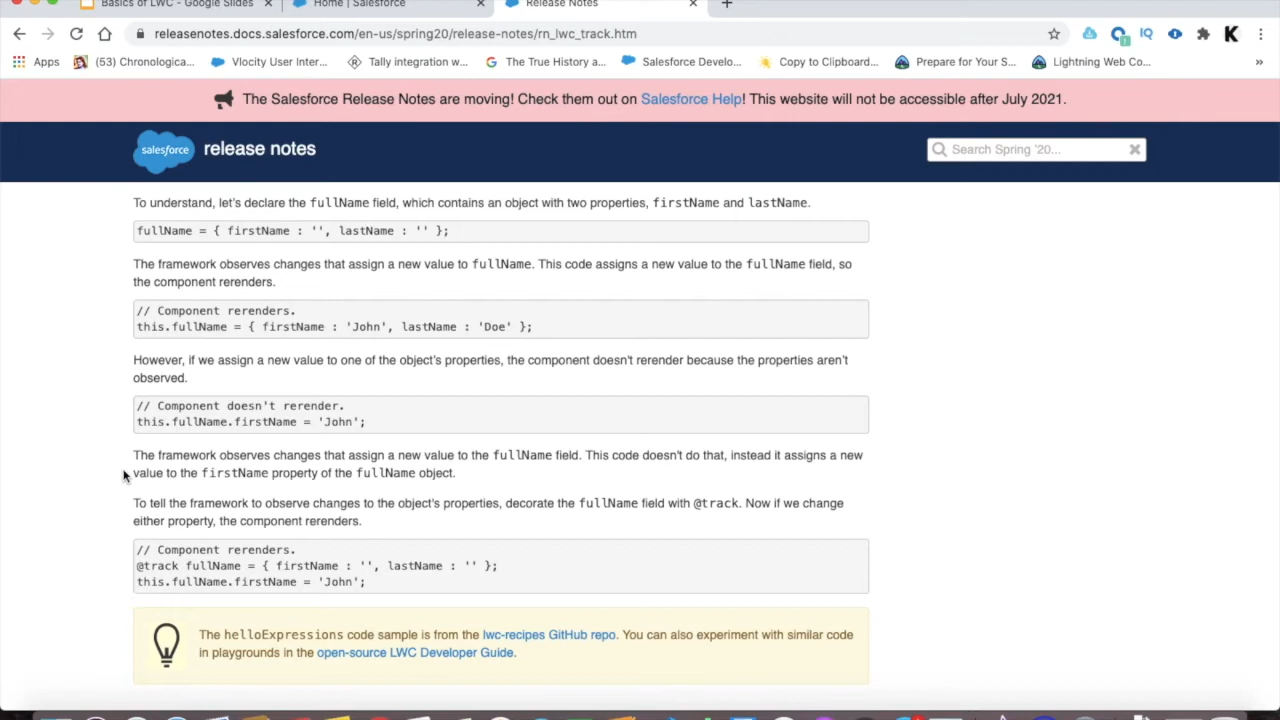 Basics of LWC - Google Slides
Home | Salesforce
Release Notes
releasenotes.docs.salesforce.com/en-us/spring20/release-notes/rn_lwc_track.htm
IQ
K
Apps
(53) Chronologica...
Vlocity User Inter...
Tally integration w...
The True History a...
Salesforce Develo...
Copy to Clipboard...
Prepare for Your S...
Lightning Web Co...
»
The Salesforce Release Notes are moving! Check them out on Salesforce Help! This website will not be accessible after July 2021.
salesforce
release notes
Search Spring '20...
To understand, let's declare the fullName field, which contains an object with two properties, firstName and lastName.
fullName = { firstName : '', lastName : '' };
The framework observes changes that assign a new value to fullName. This code assigns a new value to the fullName field, so
the component rerenders.
// Component rerenders.
this.fullName = { firstName : 'John', lastName : 'Doe' };
However, if we assign a new value to one of the object's properties, the component doesn't rerender because the properties aren't
observed.
// Component doesn't rerender.
this.fullName.firstName = 'John';
The framework observes changes that assign a new value to the fullName field. This code doesn't do that, instead it assigns a new
value to the firstName property of the fullName object.
To tell the framework to observe changes to the object's properties, decorate the fullName field with @track. Now if we change
either property, the component rerenders.
// Component rerenders.
@track fullName = { firstName : '', lastName : '' };
this.fullName.firstName = 'John';
The helloExpressions code sample is from the lwc-recipes GitHub repo. You can also experiment with similar code
in playgrounds in the open-source LWC Developer Guide.